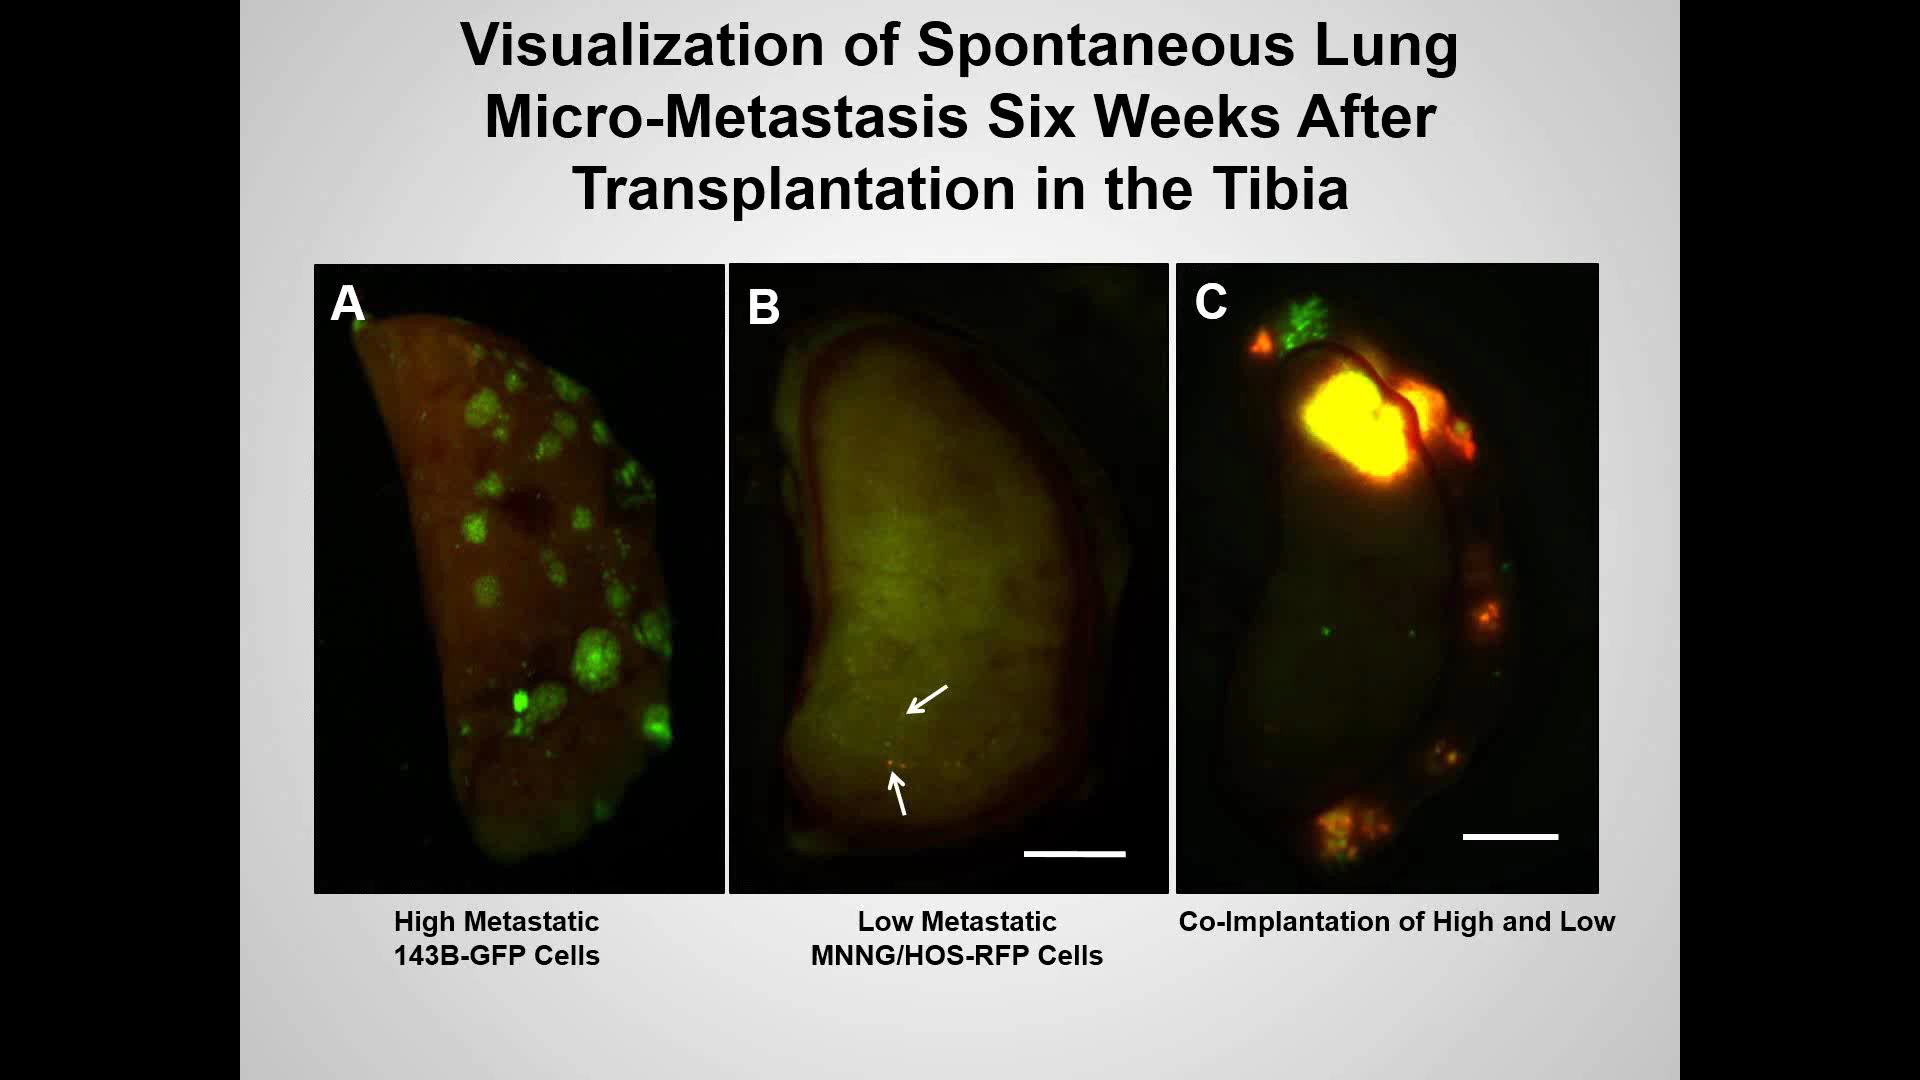 Visualization of Spontaneous Lung
Micro-Metastasis Six Weeks After
Transplantation in the Tibia
A
B
C
High Metastatic
143B-GFP Cells
Low Metastatic
MNNG/HOS-RFP Cells
Co-Implantation of High and Low